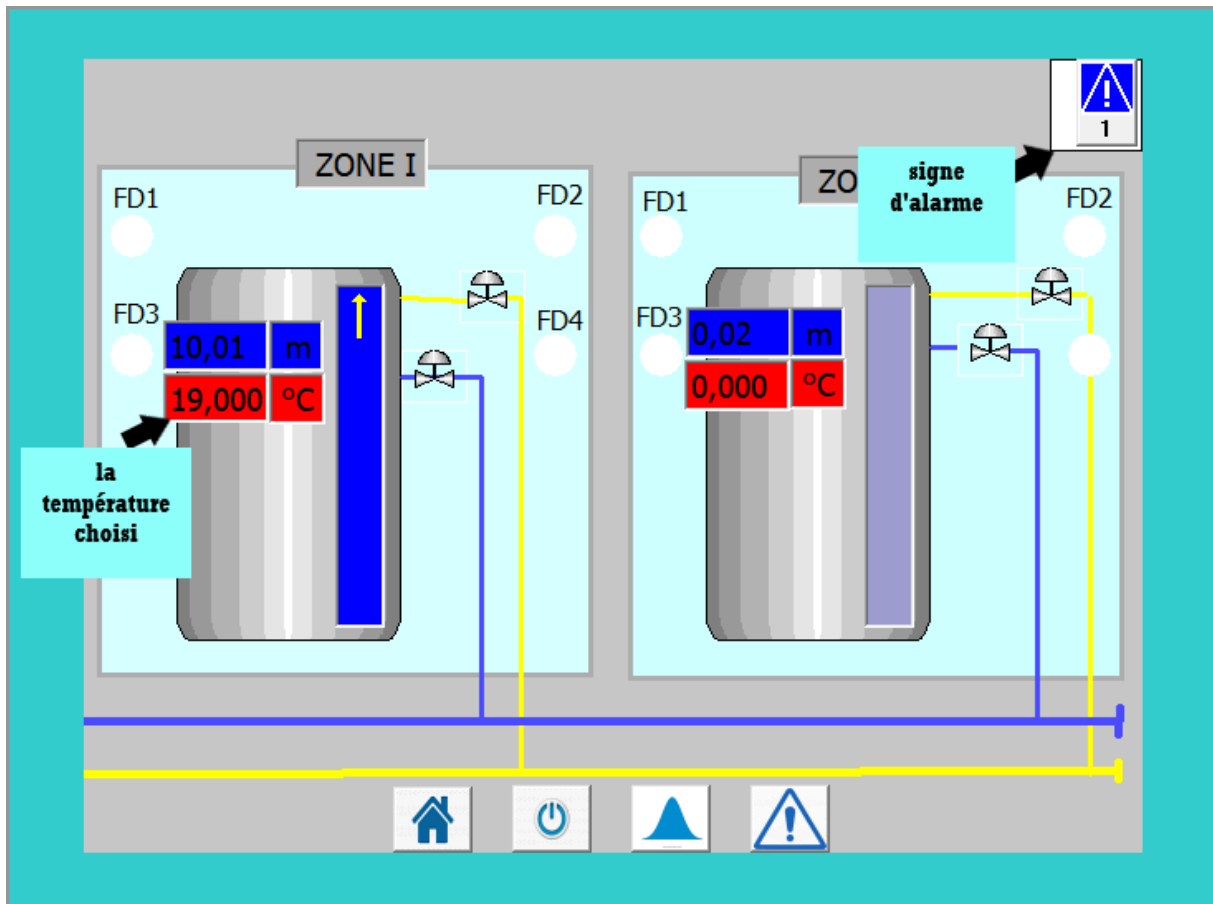 1
ZONE I
ZO
signe
d'alarme
FD1
FD2
FD1
FD2
FD3
FD4
FD3
10,01 m
19,000 °C
0,02 m
0,000 °C
la
température
choisi